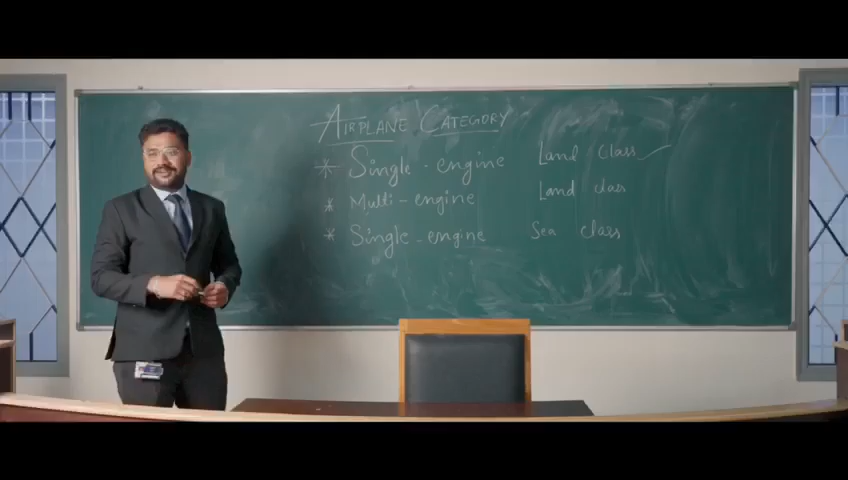 AIRPLANE CATEGORY
* Single-engine Land Class ✓
* Multi-engine Land class
* Single-engine Sea class